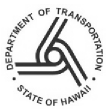 DEPARTMENT OF TRANSPORTATION
STATE OF HAWAII